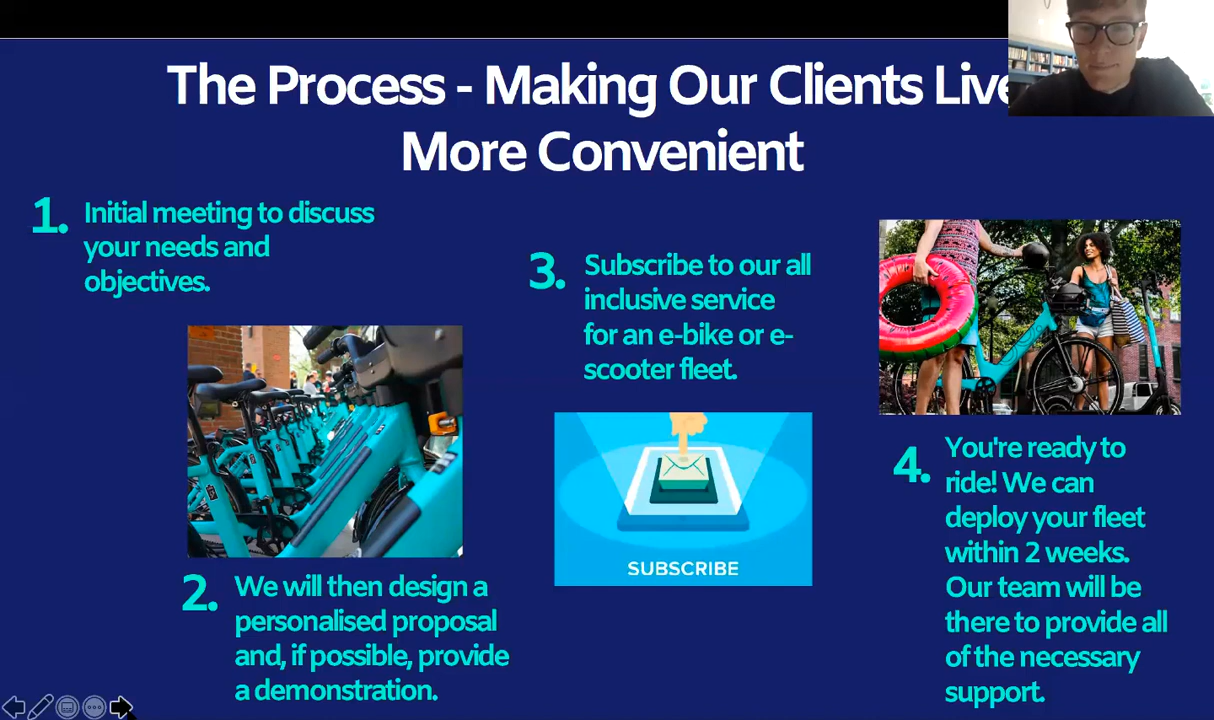 The Process - Making Our Clients Live
More Convenient
1. Initial meeting to discuss
your needs and
objectives.
2. We will then design a
personalised proposal
and, if possible, provide
a demonstration.
3. Subscribe to our all
inclusive service
for an e-bike or e-
scooter fleet.
SUBSCRIBE
4. You're ready to
ride! We can
deploy your fleet
within 2 weeks.
Our team will be
there to provide all
of the necessary
support.